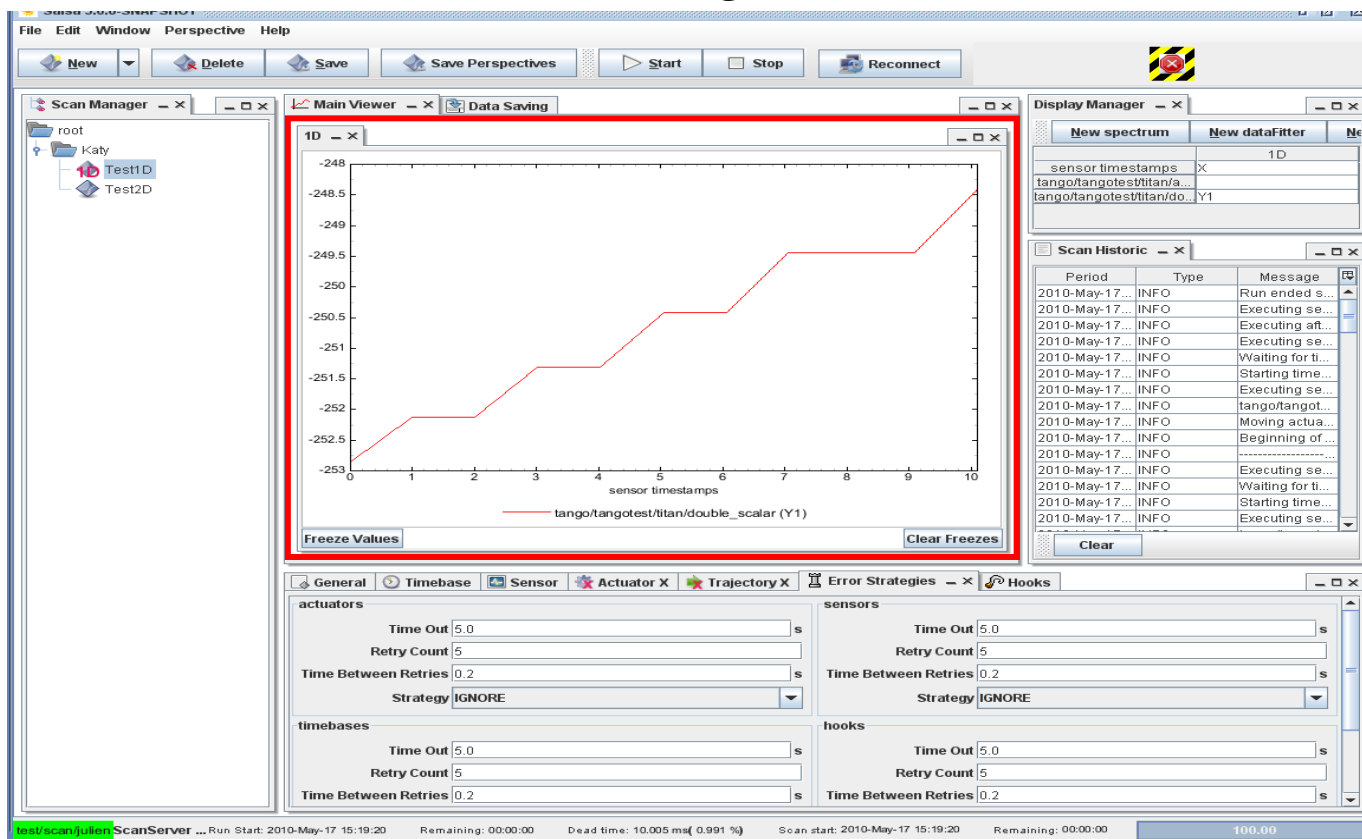 Salsa 3.0.0-SNAPSHOT
File Edit Window Perspective Help
New Delete Save Save Perspectives Start Stop Reconnect
Scan Manager
root
Katy
1D Test1D
Test2D
Main Viewer Data Saving
1D
-248
-248.5
-249
-249.5
-250
-250.5
-251
-251.5
-252
-252.5
-253
0 1 2 3 4 5 6 7 8 9 10
sensor timestamps
tango/tangotest/titan/double_scalar (Y1)
Freeze Values Clear Freezes
Display Manager
New spectrum New dataFitter Ne
1D
sensor timestamps X
tango/tangotest/titan/a...
tango/tangotest/titan/do... Y1
Scan Historic
Period Type Message
2010-May-17... INFO Run ended s...
2010-May-17... INFO Executing se...
2010-May-17... INFO Executing aft...
2010-May-17... INFO Executing se...
2010-May-17... INFO Waiting for ti...
2010-May-17... INFO Starting time...
2010-May-17... INFO Executing se...
2010-May-17... INFO tango/tangot...
2010-May-17... INFO Moving actua...
2010-May-17... INFO Beginning of ...
2010-May-17... INFO -----------------...
2010-May-17... INFO Executing se...
2010-May-17... INFO Waiting for ti...
2010-May-17... INFO Starting time...
2010-May-17... INFO Executing se...
Clear
General Timebase Sensor Actuator X Trajectory X Error Strategies Hooks
actuators
Time Out 5.0 s
Retry Count 5
Time Between Retries 0.2 s
Strategy IGNORE
sensors
Time Out 5.0 s
Retry Count 5
Time Between Retries 0.2 s
Strategy IGNORE
timebases
Time Out 5.0 s
Retry Count 5
Time Between Retries 0.2 s
hooks
Time Out 5.0 s
Retry Count 5
Time Between Retries 0.2 s
test/scan/julien ScanServer ... Run Start: 2010-May-17 15:19:20 Remaining: 00:00:00 Dead time: 10.005 ms( 0.991 %) Scan start: 2010-May-17 15:19:20 Remaining: 00:00:00 100.00